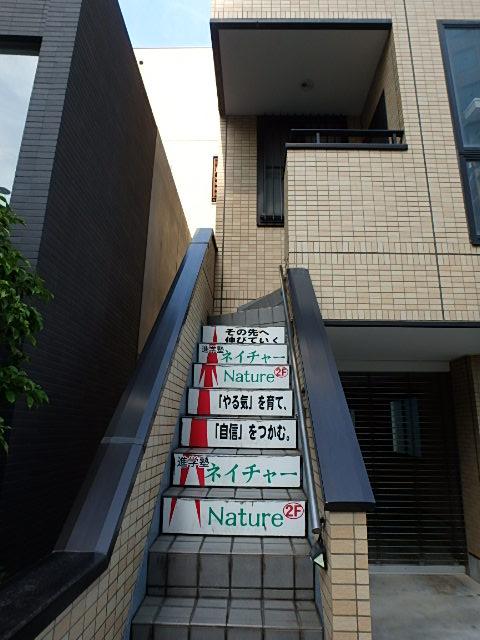 その先へ
伸びていく
進学塾
ネイチャー
Nature 2F
「やる気」を育て、
「自信」をつかむ。
進学塾
ネイチャー
Nature 2F